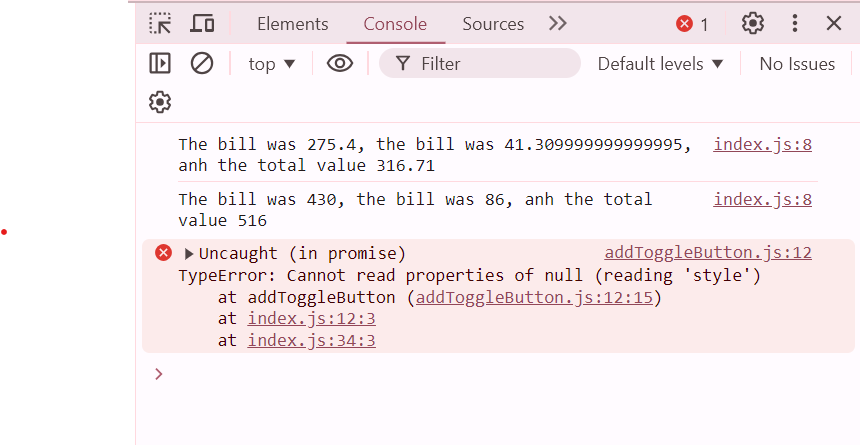 Elements Console Sources 1
top Filter Default levels No Issues
The bill was 275.4, the bill was 41.309999999999995, index.js:8
anh the total value 316.71
The bill was 430, the bill was 86, anh the total index.js:8
value 516
Uncaught (in promise) addToggleButton.js:12
TypeError: Cannot read properties of null (reading 'style')
at addToggleButton (addToggleButton.js:12:15)
at index.js:12:3
at index.js:34:3